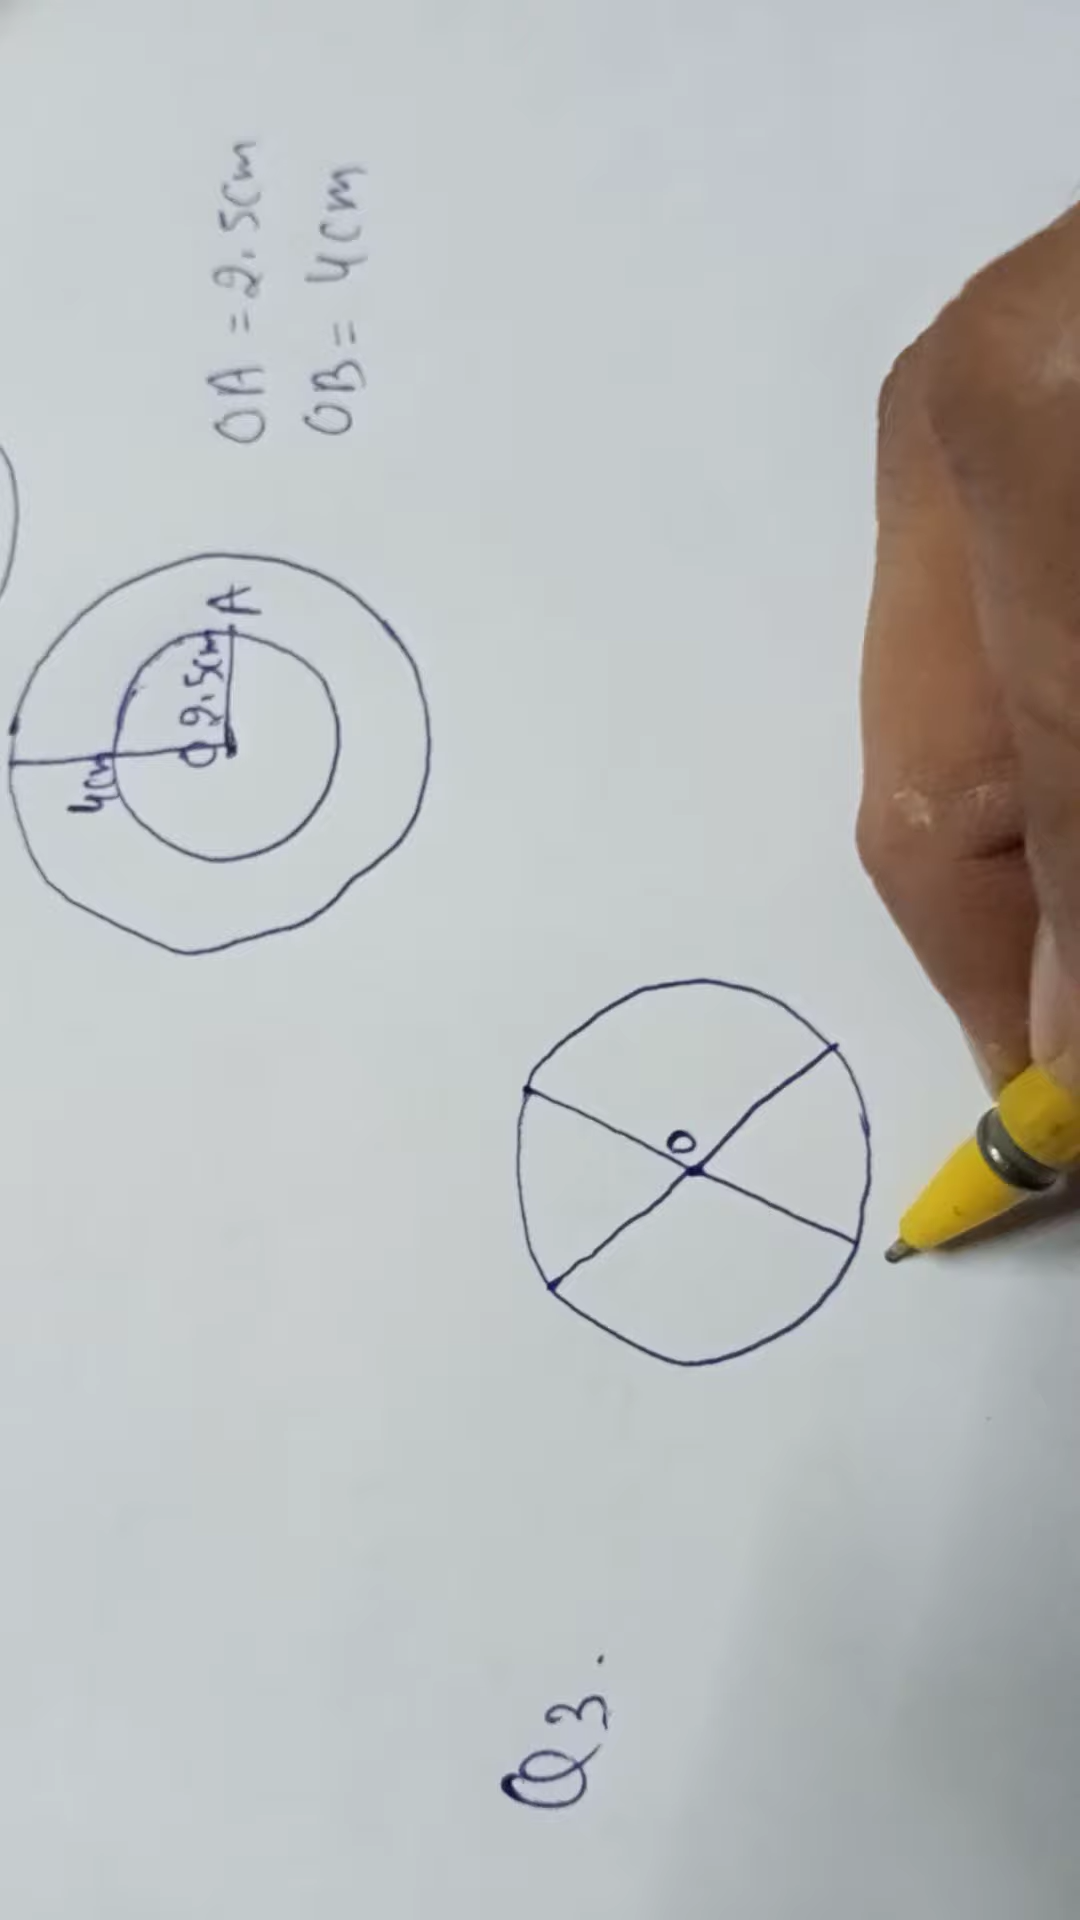 4cm
O 2.5cm A
OA = 2.5cm
OB = 4cm
Q3.
O